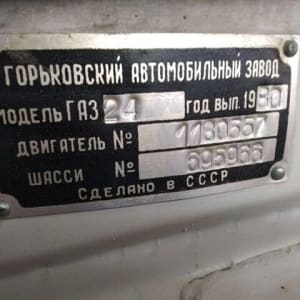 ГОРЬКОВСКИЙ АВТОМОБИЛЬНЫЙ ЗАВОД
МОДЕЛЬ ГАЗ 24 ГОД ВЫП. 1980
ДВИГАТЕЛЬ № 1180557
ШАССИ № 695966
СДЕЛАНО В СССР